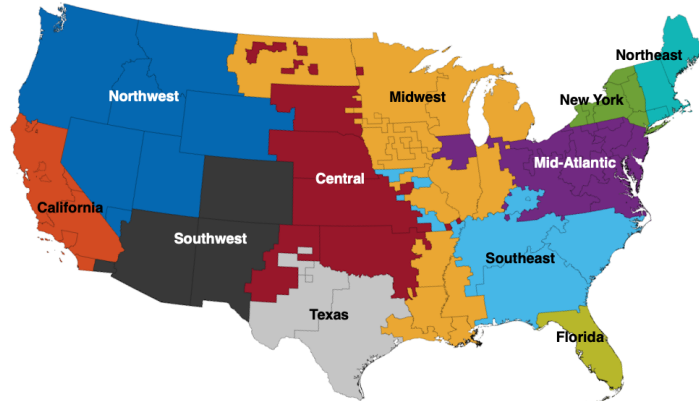 Northeast
Northwest
Midwest
New York
Mid-Atlantic
Central
California
Southwest
Southeast
Texas
Florida